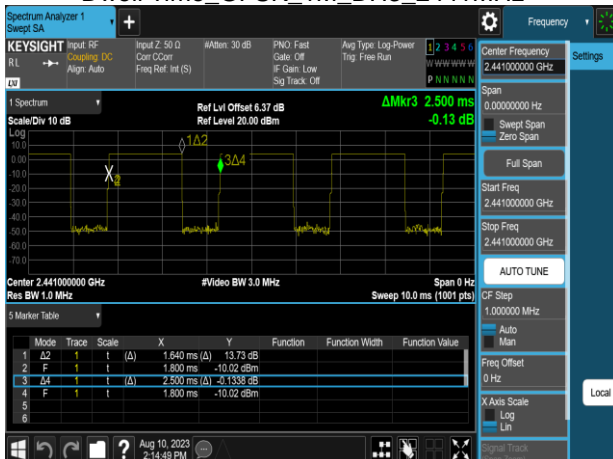 Spectrum Analyzer 1
Swept SA
+
Frequency
KEYSIGHT
RL
LXI
Input: RF
Coupling: DC
Align: Auto
Input Z: 50 Ω
Corr CCorr
Freq Ref: Int (S)
#Atten: 30 dB
PNO: Fast
Gate: Off
IF Gain: Low
Sig Track: Off
Avg Type: Log-Power
Trig: Free Run
1 2 3 4 5 6
W W W W W W
P N N N N N
Center Frequency
2.441000000 GHz
Settings
Span
0.00000000 Hz
Swept Span
Zero Span
Full Span
Start Freq
2.441000000 GHz
Stop Freq
2.441000000 GHz
AUTO TUNE
CF Step
1.000000 MHz
Auto
Man
Freq Offset
0 Hz
X Axis Scale
Log
Lin
Signal Track
Local
1 Spectrum
Scale/Div 10 dB
Ref Lvl Offset 6.37 dB
Ref Level 20.00 dBm
ΔMkr3 2.500 ms
-0.13 dB
Log
10.0
0.00
-10.0
-20.0
-30.0
-40.0
-50.0
-60.0
-70.0
1Δ2
X2
3Δ4
Center 2.441000000 GHz
Res BW 1.0 MHz
#Video BW 3.0 MHz
Span 0 Hz
Sweep 10.0 ms (1001 pts)
5 Marker Table
Mode Trace Scale X Y Function Function Width Function Value
1 Δ2 1 t (Δ) 1.640 ms (Δ) 13.73 dB
2 F 1 t 1.800 ms -10.02 dBm
3 Δ4 1 t (Δ) 2.500 ms (Δ) -0.1338 dB
4 F 1 t 1.800 ms -10.02 dBm
5
6
?
Aug 10, 2023
2:14:49 PM